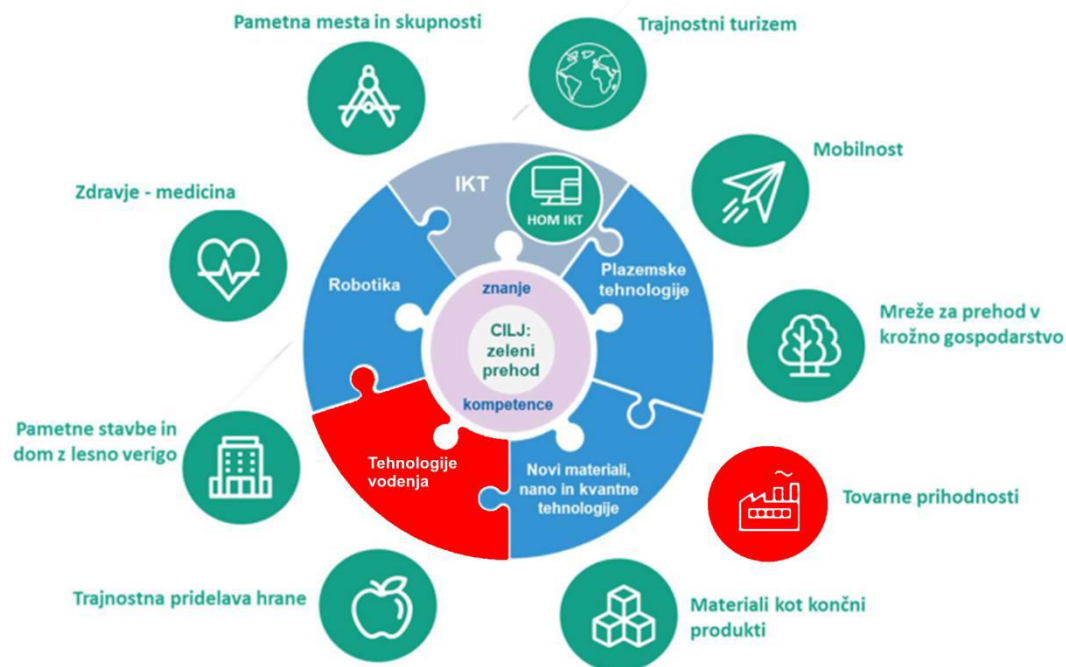 Pametna mesta in skupnosti
Trajnostni turizem
Mobilnost
Zdravje - medicina
IKT
HOM IKT
Robotika
Plazemske
tehnologije
znanje
CILJ:
zeleni
prehod
kompetence
Mreže za prehod v
krožno gospodarstvo
Pametne stavbe in
dom z lesno verigo
Tehnologije
vodenja
Novi materiali,
nano in kvantne
tehnologije
Tovarne prihodnosti
Trajnostna pridelava hrane
Materiali kot končni
produkti